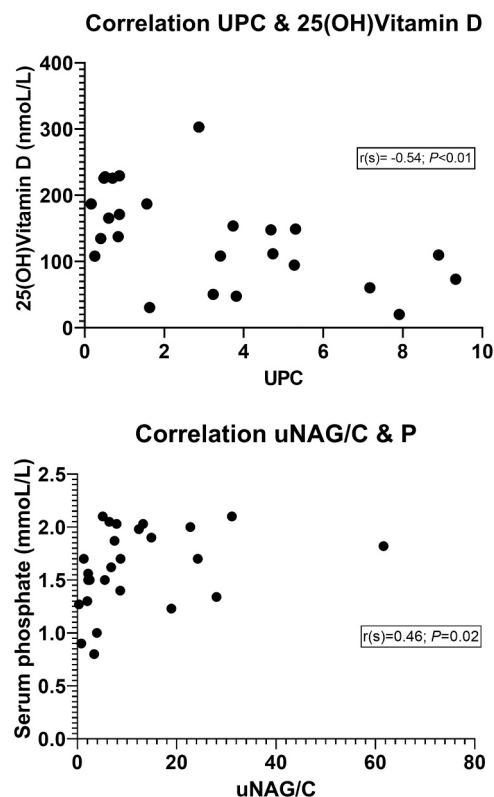 Correlation UPC & 25(OH)Vitamin D
25(OH)Vitamin D (nmoL/L)
400
300
200
100
0
r(s)= -0.54; P<0.01
0 2 4 6 8 10
UPC
Correlation uNAG/C & P
Serum phosphate (mmoL/L)
2.5
2.0
1.5
1.0
0.5
0.0
r(s)=0.46; P=0.02
0 20 40 60 80
uNAG/C